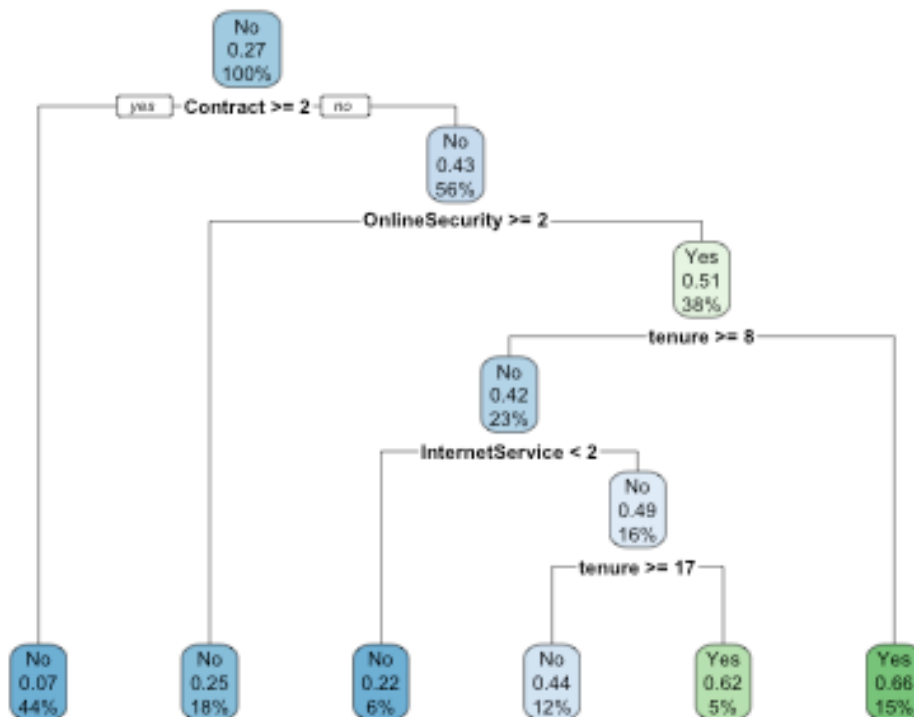 No
0.27
100%
yes
Contract >= 2
no
No
0.43
56%
OnlineSecurity >= 2
Yes
0.51
38%
tenure >= 8
No
0.42
23%
InternetService < 2
No
0.49
16%
tenure >= 17
No
0.07
44%
No
0.25
18%
No
0.22
6%
No
0.44
12%
Yes
0.62
5%
Yes
0.66
15%